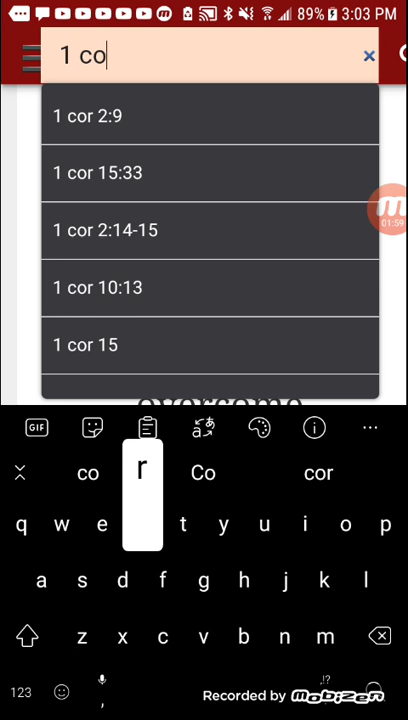 89% 3:03 PM
1 co
1 cor 2:9
1 cor 15:33
1 cor 2:14-15
01:59
1 cor 10:13
1 cor 15
overcome
GIF
co r Co cor
q w e t y u i o p
a s d f g h j k l
z x c v b n m
123 , ,!?
Recorded by mobizen